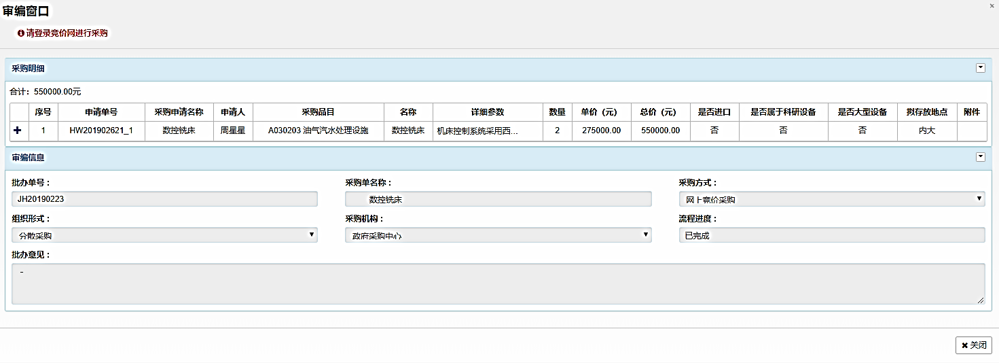 审编窗口
×
请登录竞价网进行采购
采购明细
合计：550000.00元
序号 申请单号 采购申请名称 申请人 采购品目 名称 详细参数 数量 单价（元） 总价（元） 是否进口 是否属于科研设备 是否大型设备 拟存放地点 附件
1 HW201902621_1 数控铣床 周星星 A030203 油气汽水处理设施 数控铣床 机床控制系统采用西... 2 275000.00 550000.00 否 否 否 内大
审编信息
批办单号： 采购单名称： 采购方式：
JH20190223 数控铣床 网上竞价采购
组织形式： 采购机构： 流程进度：
分散采购 政府采购中心 已完成
批办意见：
-
关闭